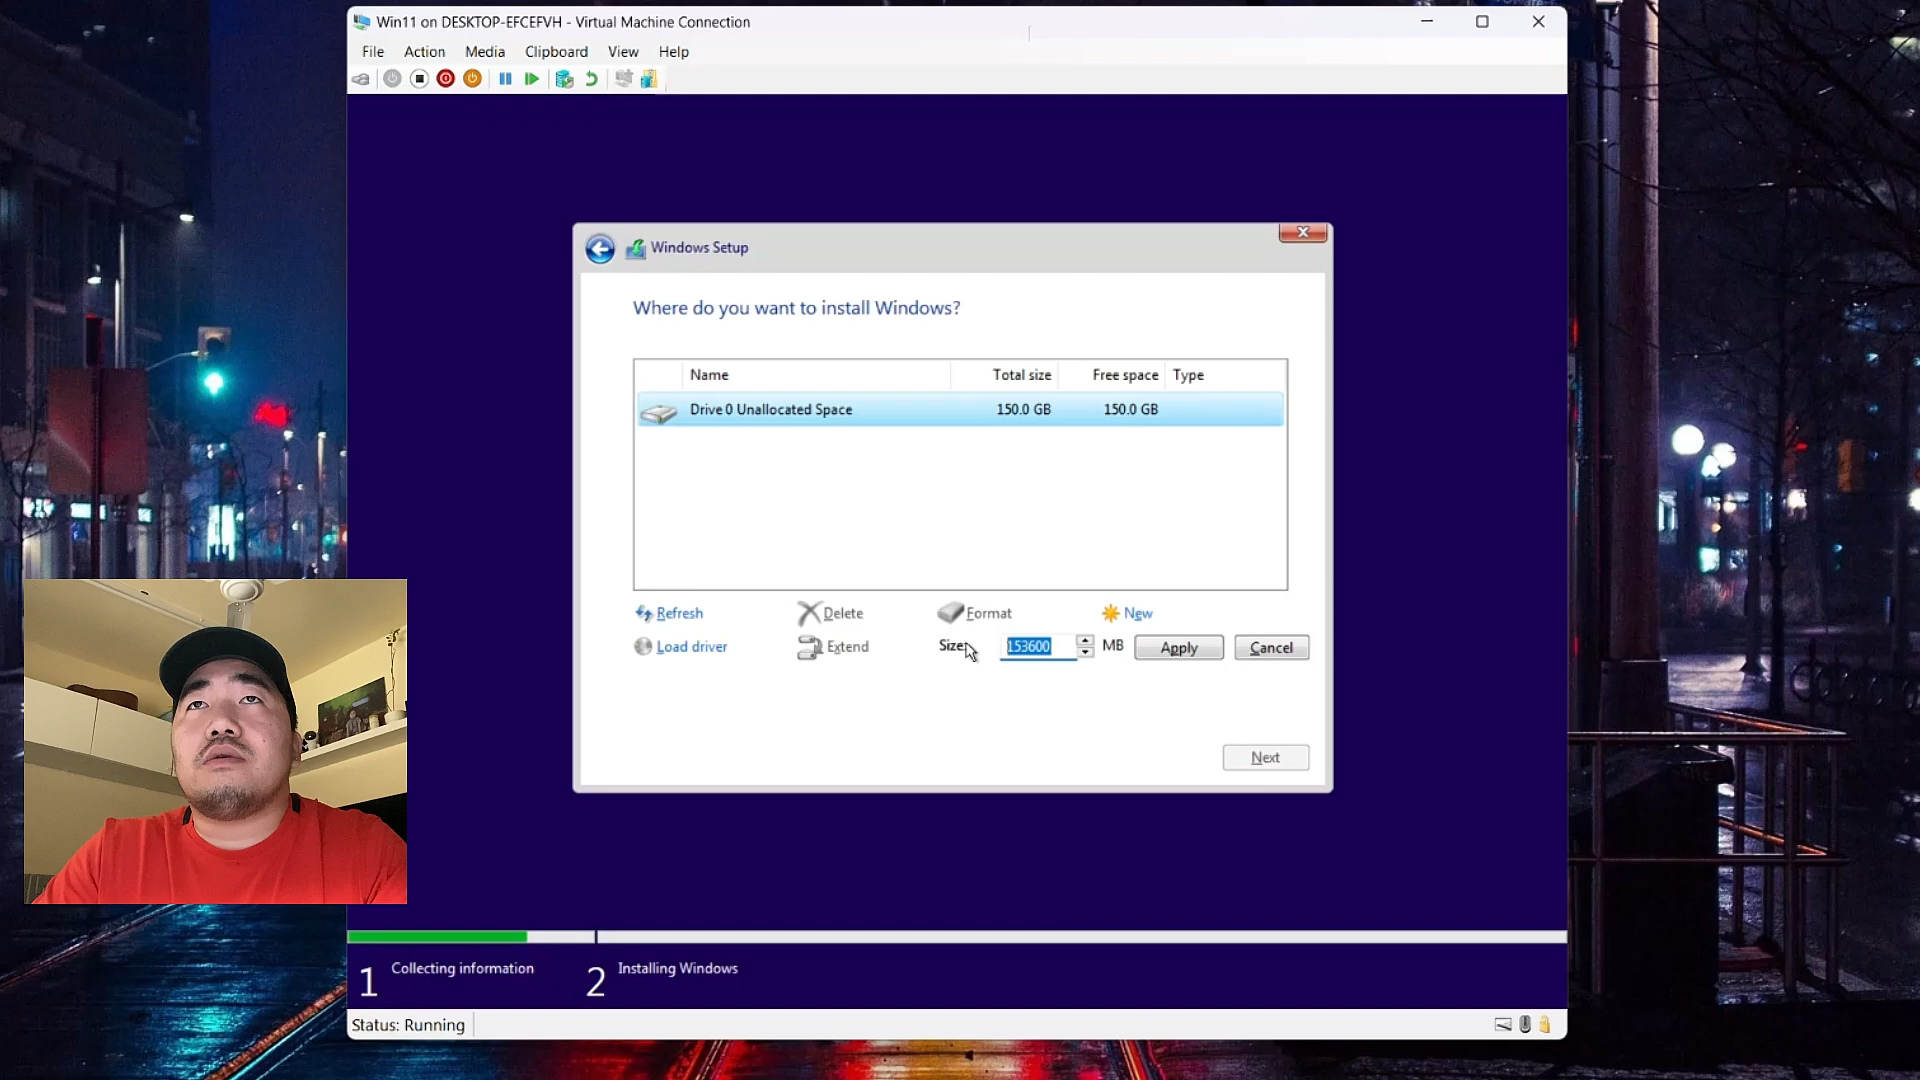 Win11 on DESKTOP-EFCEFVH - Virtual Machine Connection
File Action Media Clipboard View Help
Windows Setup
Where do you want to install Windows?
Name Total size Free space Type
Drive 0 Unallocated Space 150.0 GB 150.0 GB
Refresh Delete Format New
Load driver Extend Size: 153600 MB Apply Cancel
Next
1 Collecting information 2 Installing Windows
Status: Running